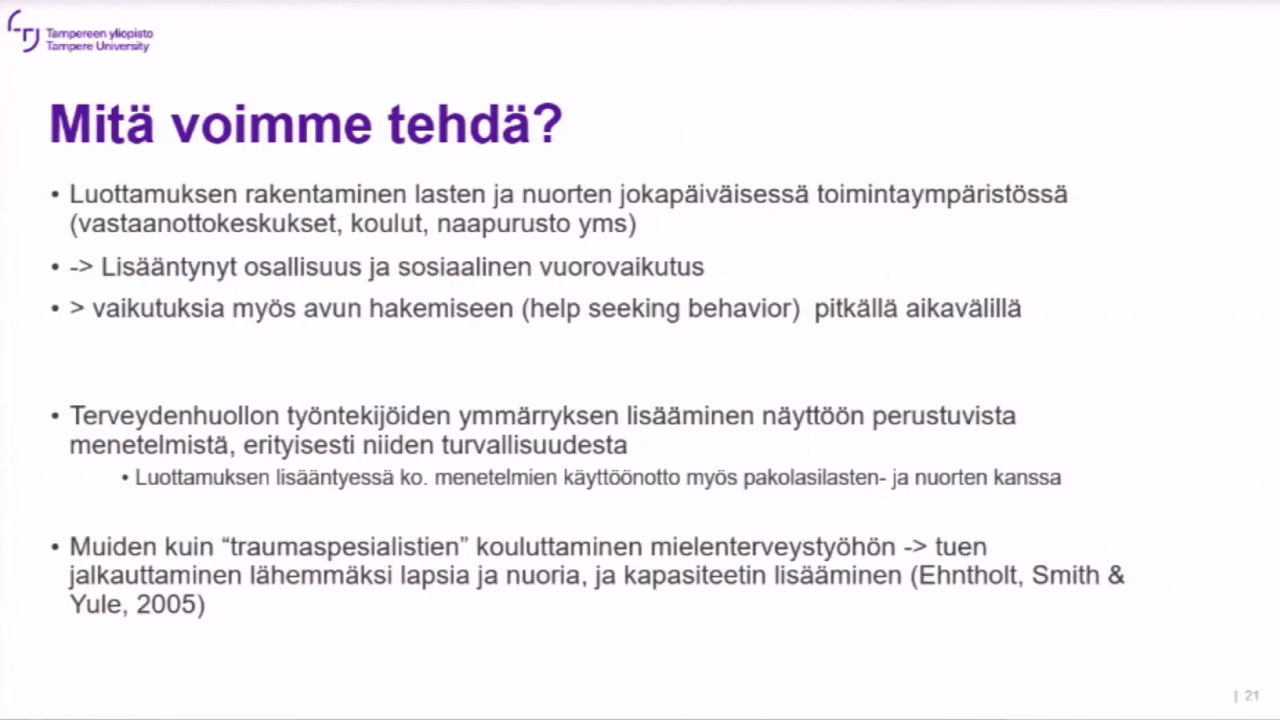 Tampereen yliopisto
Tampere University
Mitä voimme tehdä?
• Luottamuksen rakentaminen lasten ja nuorten jokapäiväisessä toimintaympäristössä
(vastaanottokeskukset, koulut, naapurusto yms)
• -> Lisääntynyt osallisuus ja sosiaalinen vuorovaikutus
• > vaikutuksia myös avun hakemiseen (help seeking behavior) pitkällä aikavälillä
• Terveydenhuollon työntekijöiden ymmärryksen lisääminen näyttöön perustuvista
menetelmistä, erityisesti niiden turvallisuudesta
• Luottamuksen lisääntyessä ko. menetelmien käyttöönotto myös pakolasilasten- ja nuorten kanssa
• Muiden kuin “traumaspesialistien” kouluttaminen mielenterveystyöhön -> tuen
jalkauttaminen lähemmäksi lapsia ja nuoria, ja kapasiteetin lisääminen (Ehntholt, Smith &
Yule, 2005)
| 21